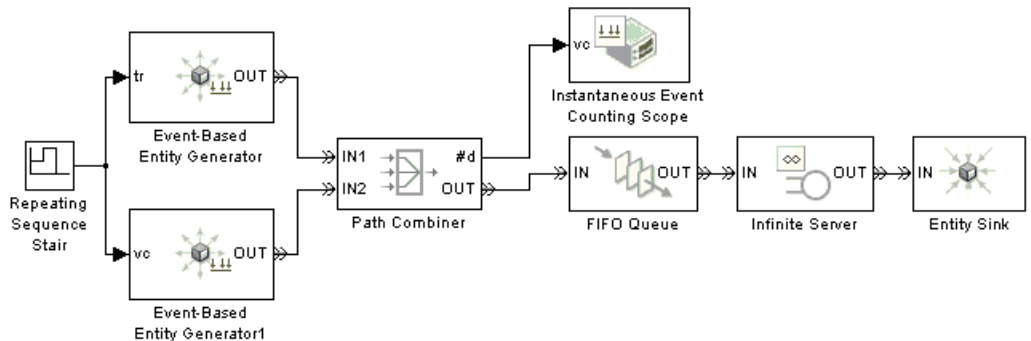 tr
OUT
Event-Based
Entity Generator
vc
Instantaneous Event
Counting Scope
Repeating
Sequence
Stair
IN1
#d
IN2
OUT
Path Combiner
IN
OUT
FIFO Queue
IN
∞
OUT
Infinite Server
IN
Entity Sink
vc
OUT
Event-Based
Entity Generator1